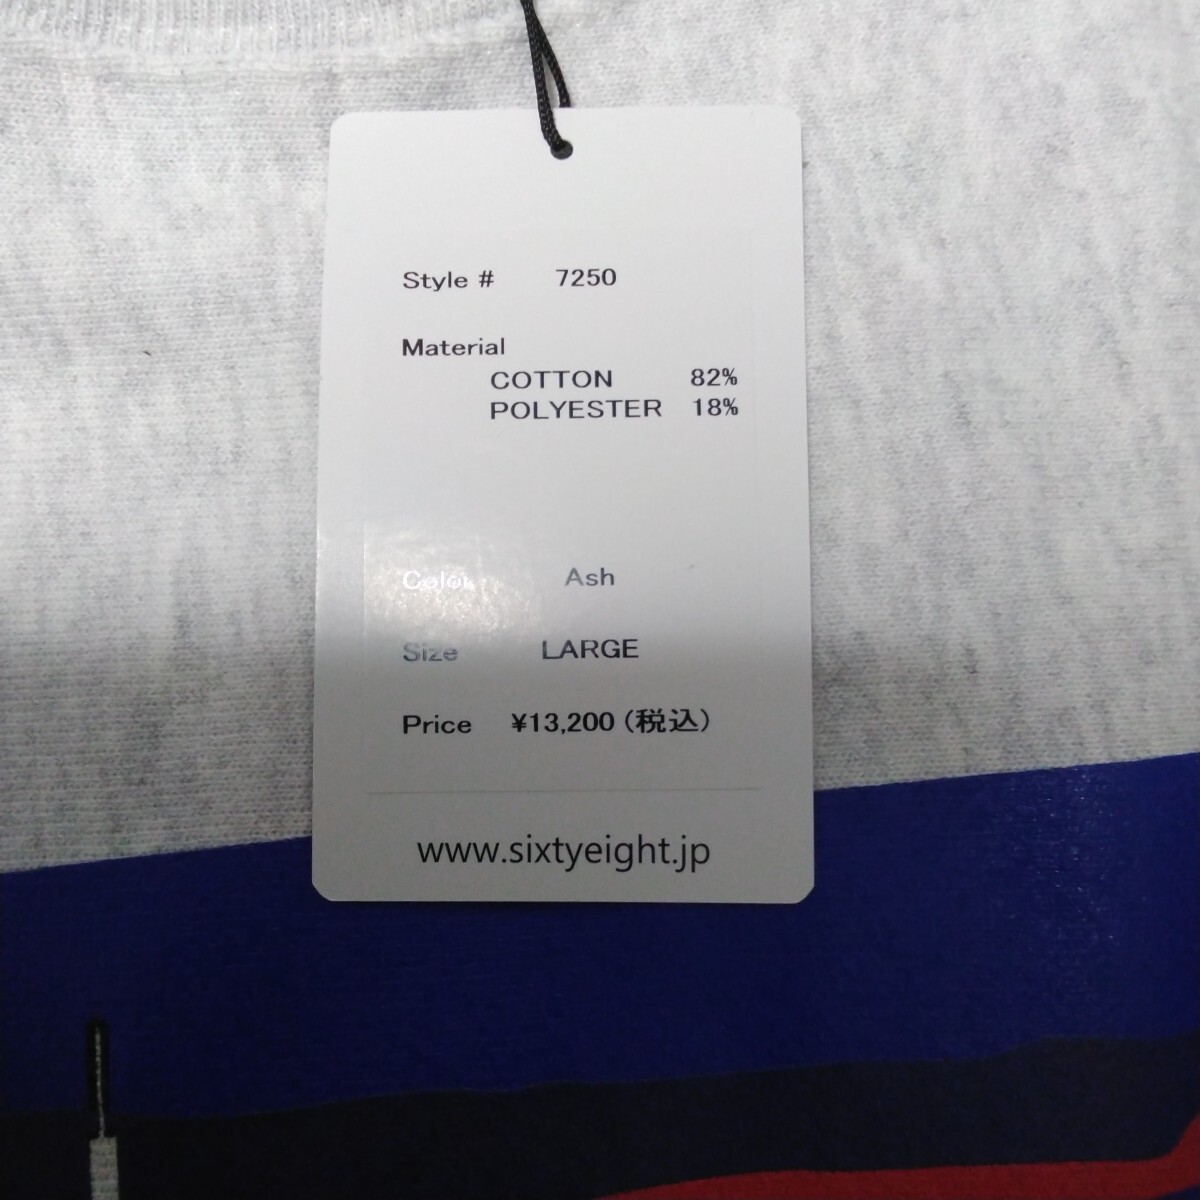 Style # 7250
Material
COTTON 82%
POLYESTER 18%
Color Ash
Size LARGE
Price ¥13,200 (税込)
www.sixtyeight.jp